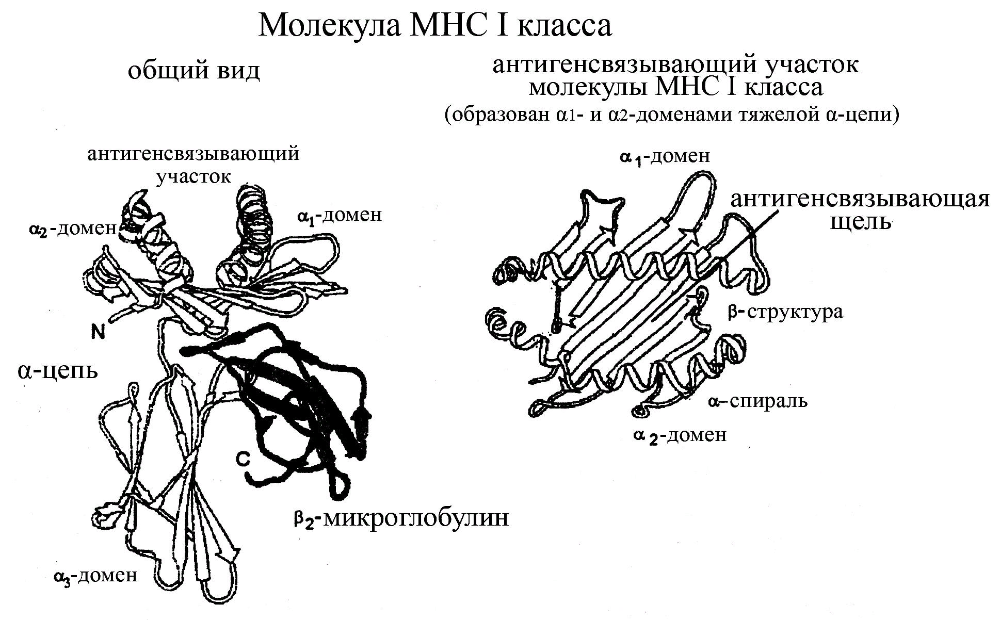 Молекула МНС I класса
общий вид
антигенсвязывающий участок
молекулы МНС I класса
(образован α1- и α2-доменами тяжелой α-цепи)
антигенсвязывающий
участок
α2-домен
α1-домен
N
α-цепь
C
β2-микроглобулин
α3-домен
α1-домен
антигенсвязывающая
щель
β-структура
α-спираль
α2-домен